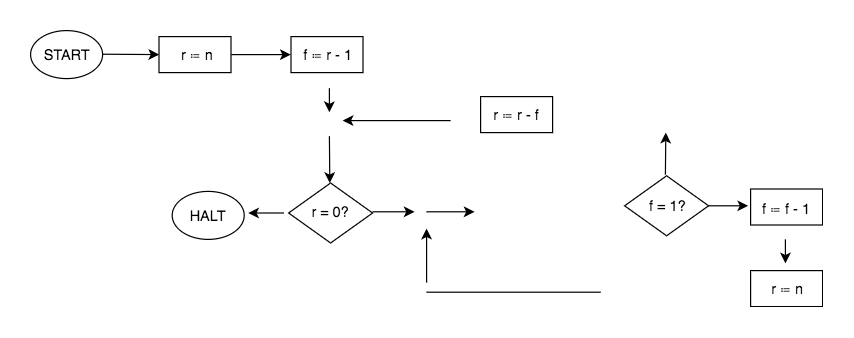 START
r ≔ n
f ≔ r - 1
r ≔ r - f
HALT
r = 0?
f = 1?
f ≔ f - 1
r ≔ n